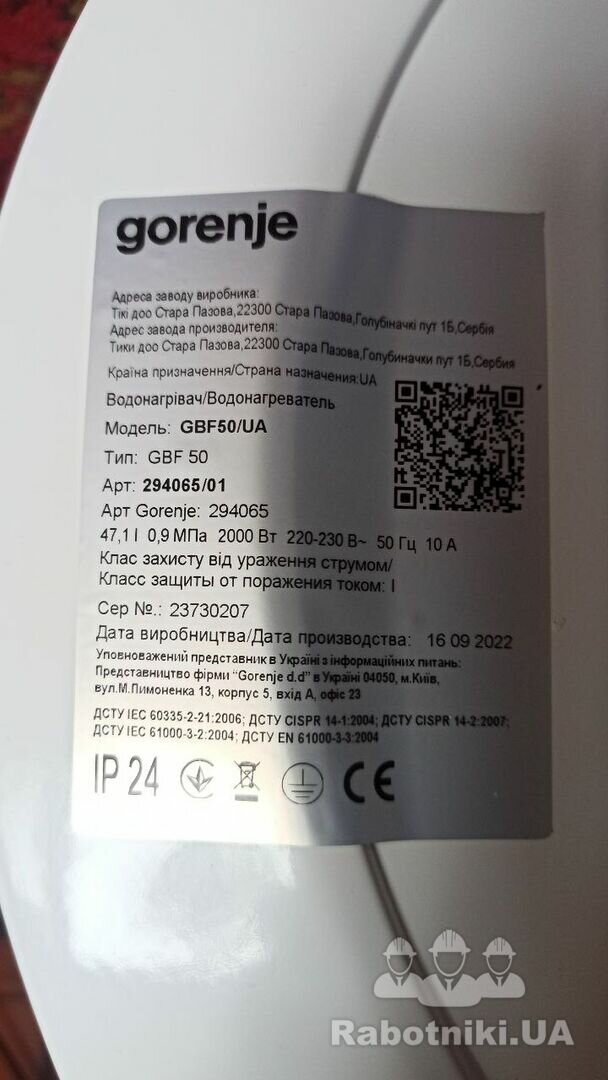 gorenje
Адреса заводу виробника:
Тікі доо Стара Пазова,22300 Стара Пазова,Голубіначкі пут 1Б,Сербія
Адрес завода производителя:
Тики доо Стара Пазова,22300 Стара Пазова,Голубиначки пут 1Б,Сербия
Країна призначення/Страна назначения:UA
Водонагрівач/Водонагреватель
Модель: GBF50/UA
Тип: GBF 50
Арт: 294065/01
Арт Gorenje: 294065
47,1 l 0,9 МПа 2000 Вт 220-230 В~ 50 Гц 10 А
Клас захисту від ураження струмом/
Класс защиты от поражения током: I
Сер №.: 23730207
Дата виробництва/Дата производства: 16 09 2022
Уповноважений представник в Україні з інформаційних питань:
Представництво фірми "Gorenje d.d" в Україні 04050, м.Київ,
вул.М.Пимоненка 13, корпус 5, вхід А, офіс 23
ДСТУ IEC 60335-2-21:2006; ДСТУ CISPR 14-1:2004; ДСТУ CISPR 14-2:2007;
ДСТУ IEC 61000-3-2:2004; ДСТУ EN 61000-3-3:2004
IP 24 CE
Rabotniki.UA